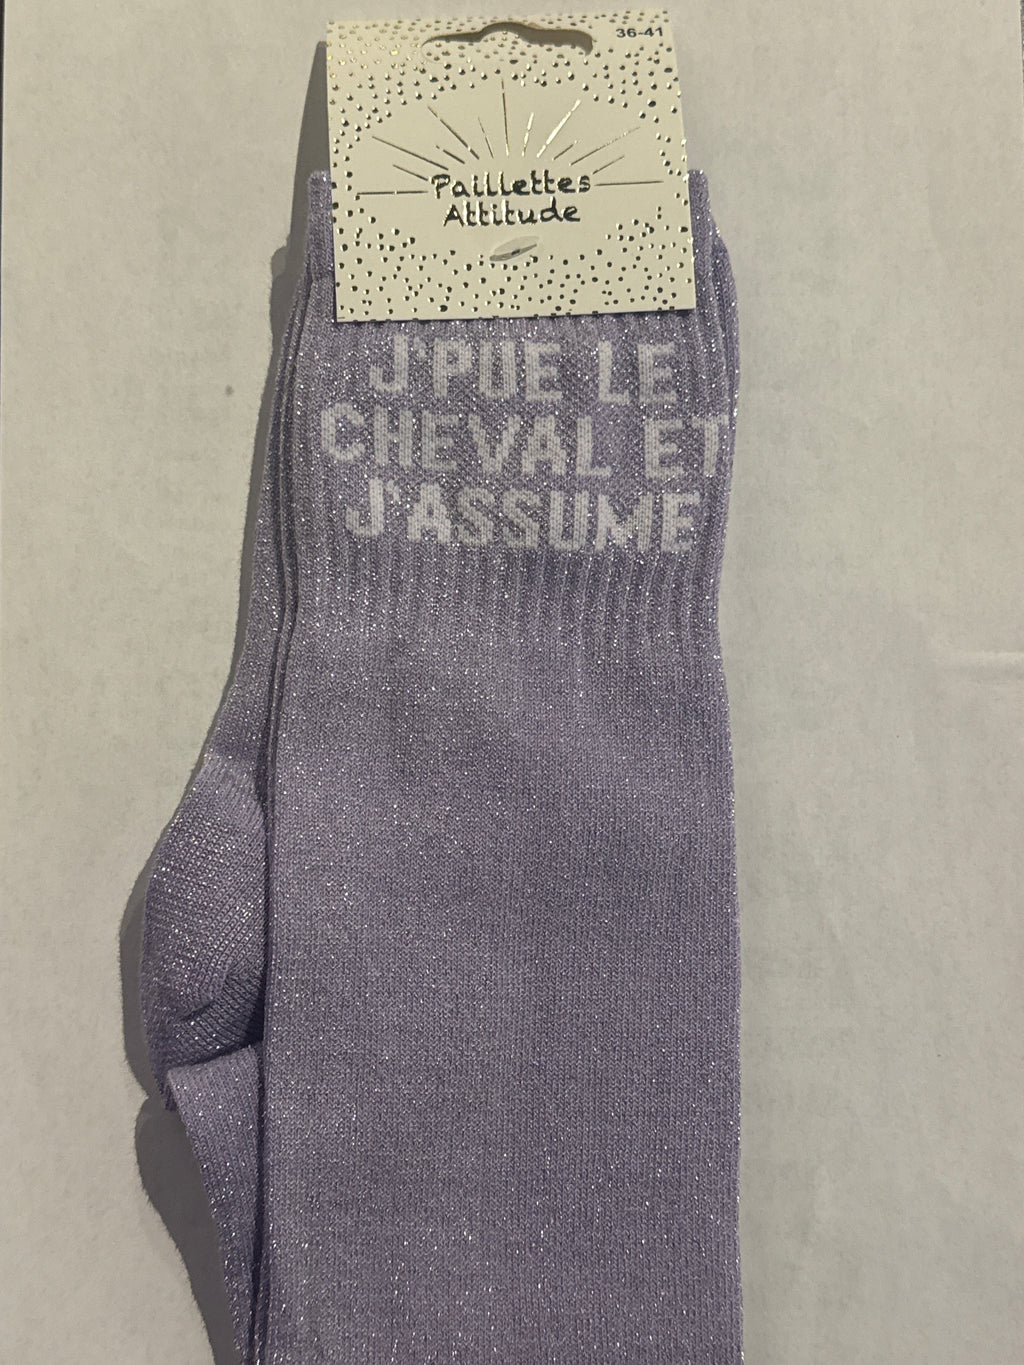 36-41
Paillettes
Attitude
J'PUE LE
CHEVAL ET
J'ASSUME